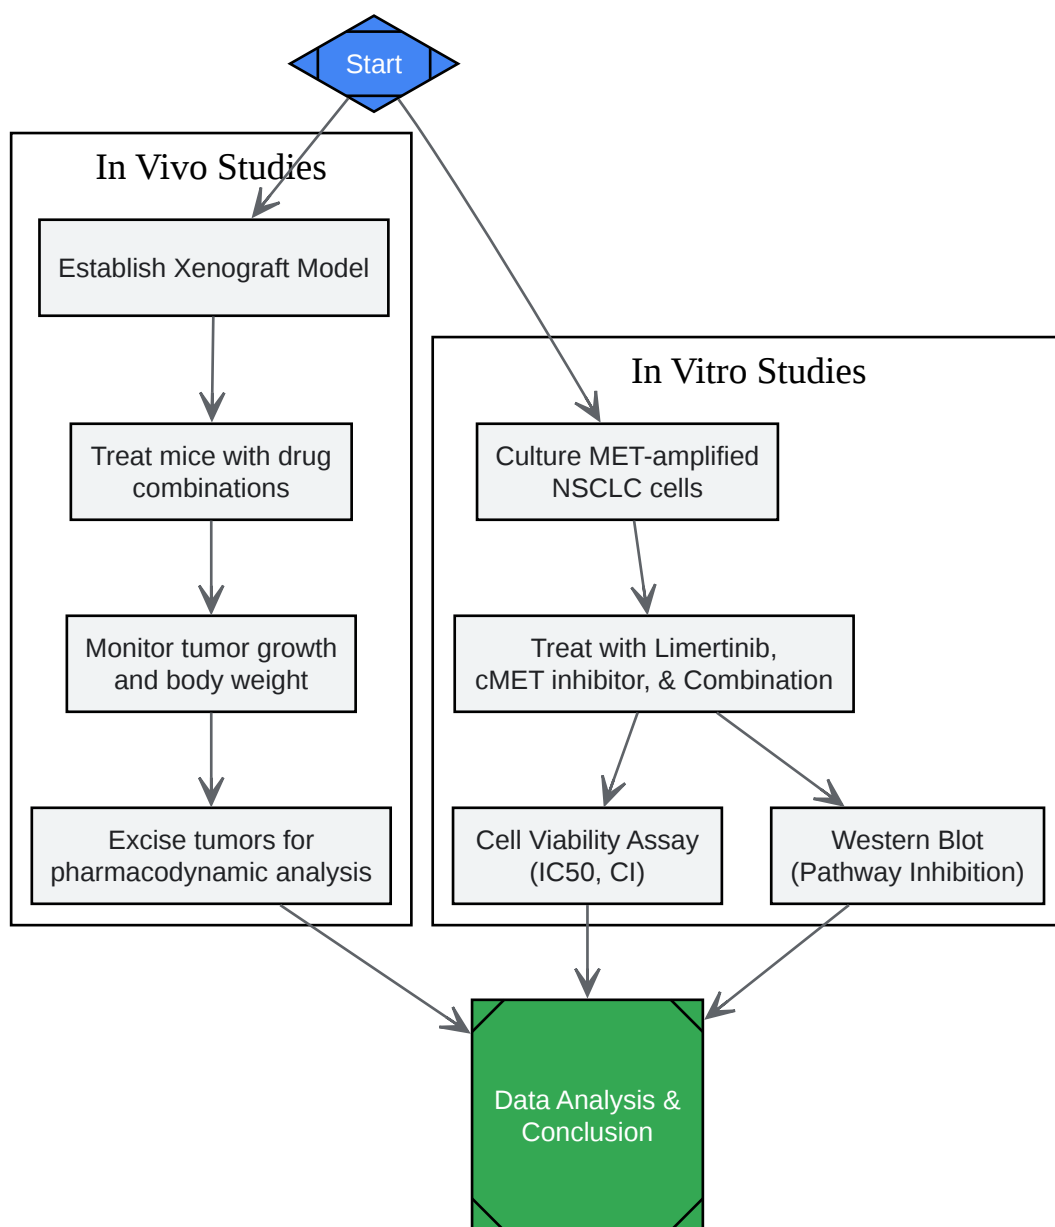 Start
In Vivo Studies
Establish Xenograft Model
Treat mice with drug
combinations
Monitor tumor growth
and body weight
Excise tumors for
pharmacodynamic analysis
In Vitro Studies
Culture MET-amplified
NSCLC cells
Treat with Limertinib,
cMET inhibitor, & Combination
Cell Viability Assay
(IC50, CI)
Western Blot
(Pathway Inhibition)
Data Analysis &
Conclusion